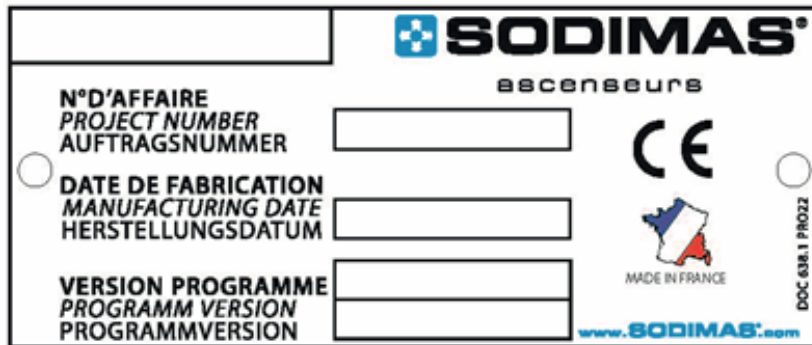 SODIMAS®
ascenseurs
N°D'AFFAIRE
PROJECT NUMBER
AUFTRAGSNUMMER
CE
DATE DE FABRICATION
MANUFACTURING DATE
HERSTELLUNGSDATUM
MADE IN FRANCE
DOC 638.1 PRO22
VERSION PROGRAMME
PROGRAMM VERSION
PROGRAMMVERSION
www.SODIMAS.com